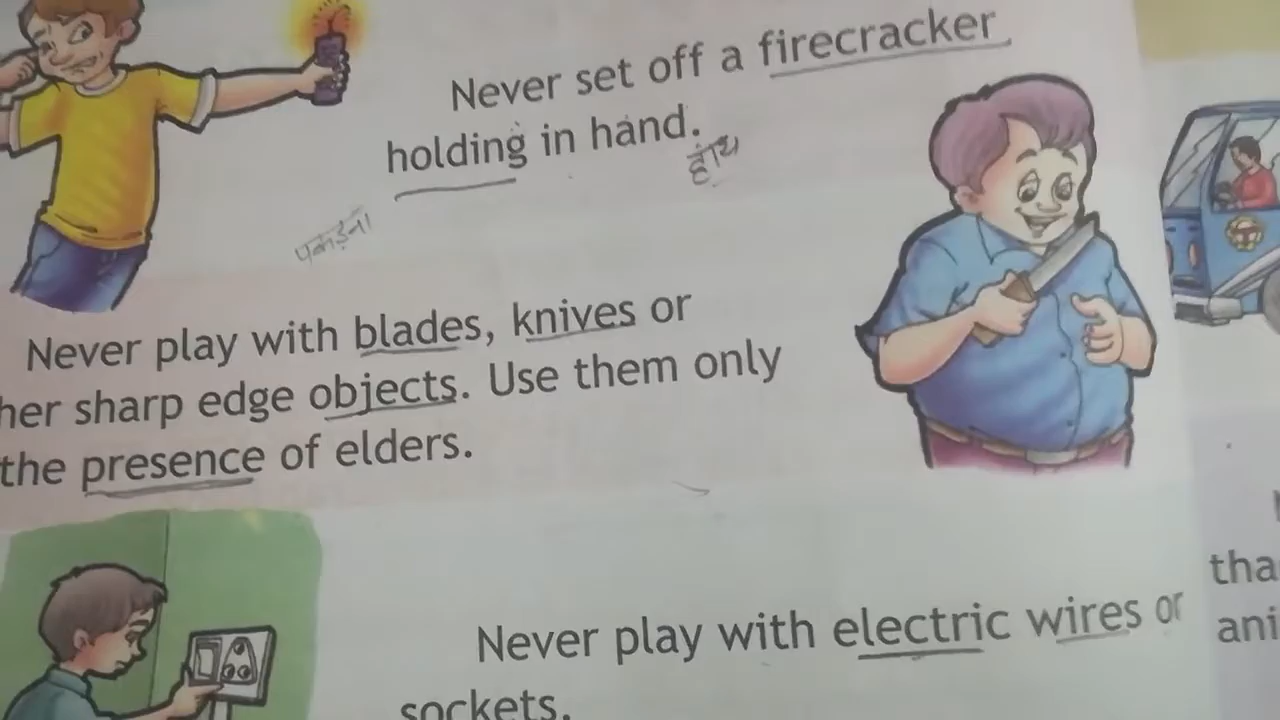 Never set off a firecracker
holding in hand.
हाथ
पकड़ना
Never play with blades, knives or
her sharp edge objects. Use them only
the presence of elders.
Never play with electric wires or
sockets.
tha
ani